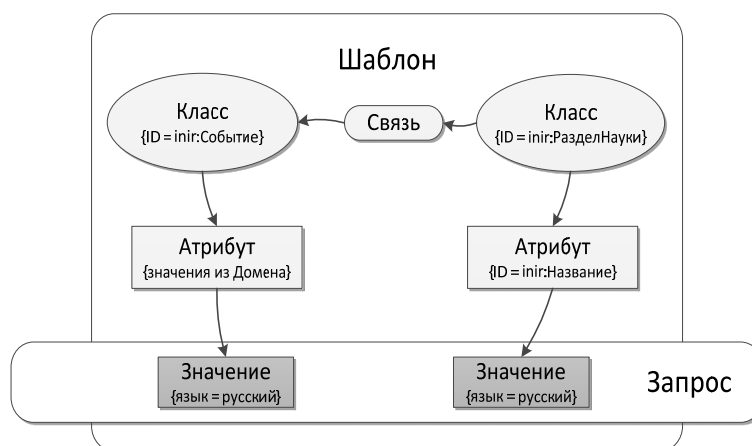 Шаблон
Класс
{ID = inir:Событие}
Связь
Класс
{ID = inir:РазделНауки}
Атрибут
{значения из Домена}
Атрибут
{ID = inir:Название}
Значение
{язык = русский}
Значение
{язык = русский}
Запрос